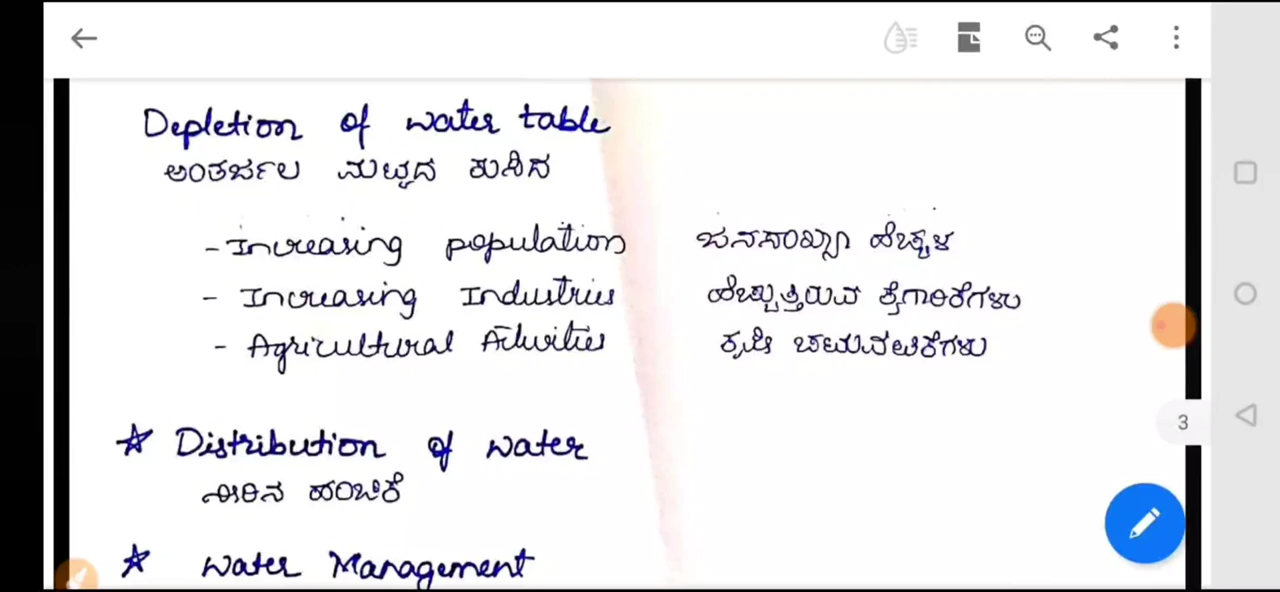 Depletion of water table
ಅಂತರ್ಜಲ ಮಟ್ಟದ ಕುಸಿತ
- Increasing population ಜನಸಂಖ್ಯಾ ಹೆಚ್ಚಳ
- Increasing Industries ಹೆಚ್ಚುತ್ತಿರುವ ಕೈಗಾರಿಕೆಗಳು
- Agricultural Activities ಕೃಷಿ ಚಟುವಟಿಕೆಗಳು
3
☆ Distribution of water
ನೀರಿನ ಹಂಚಿಕೆ
☆ Water Management